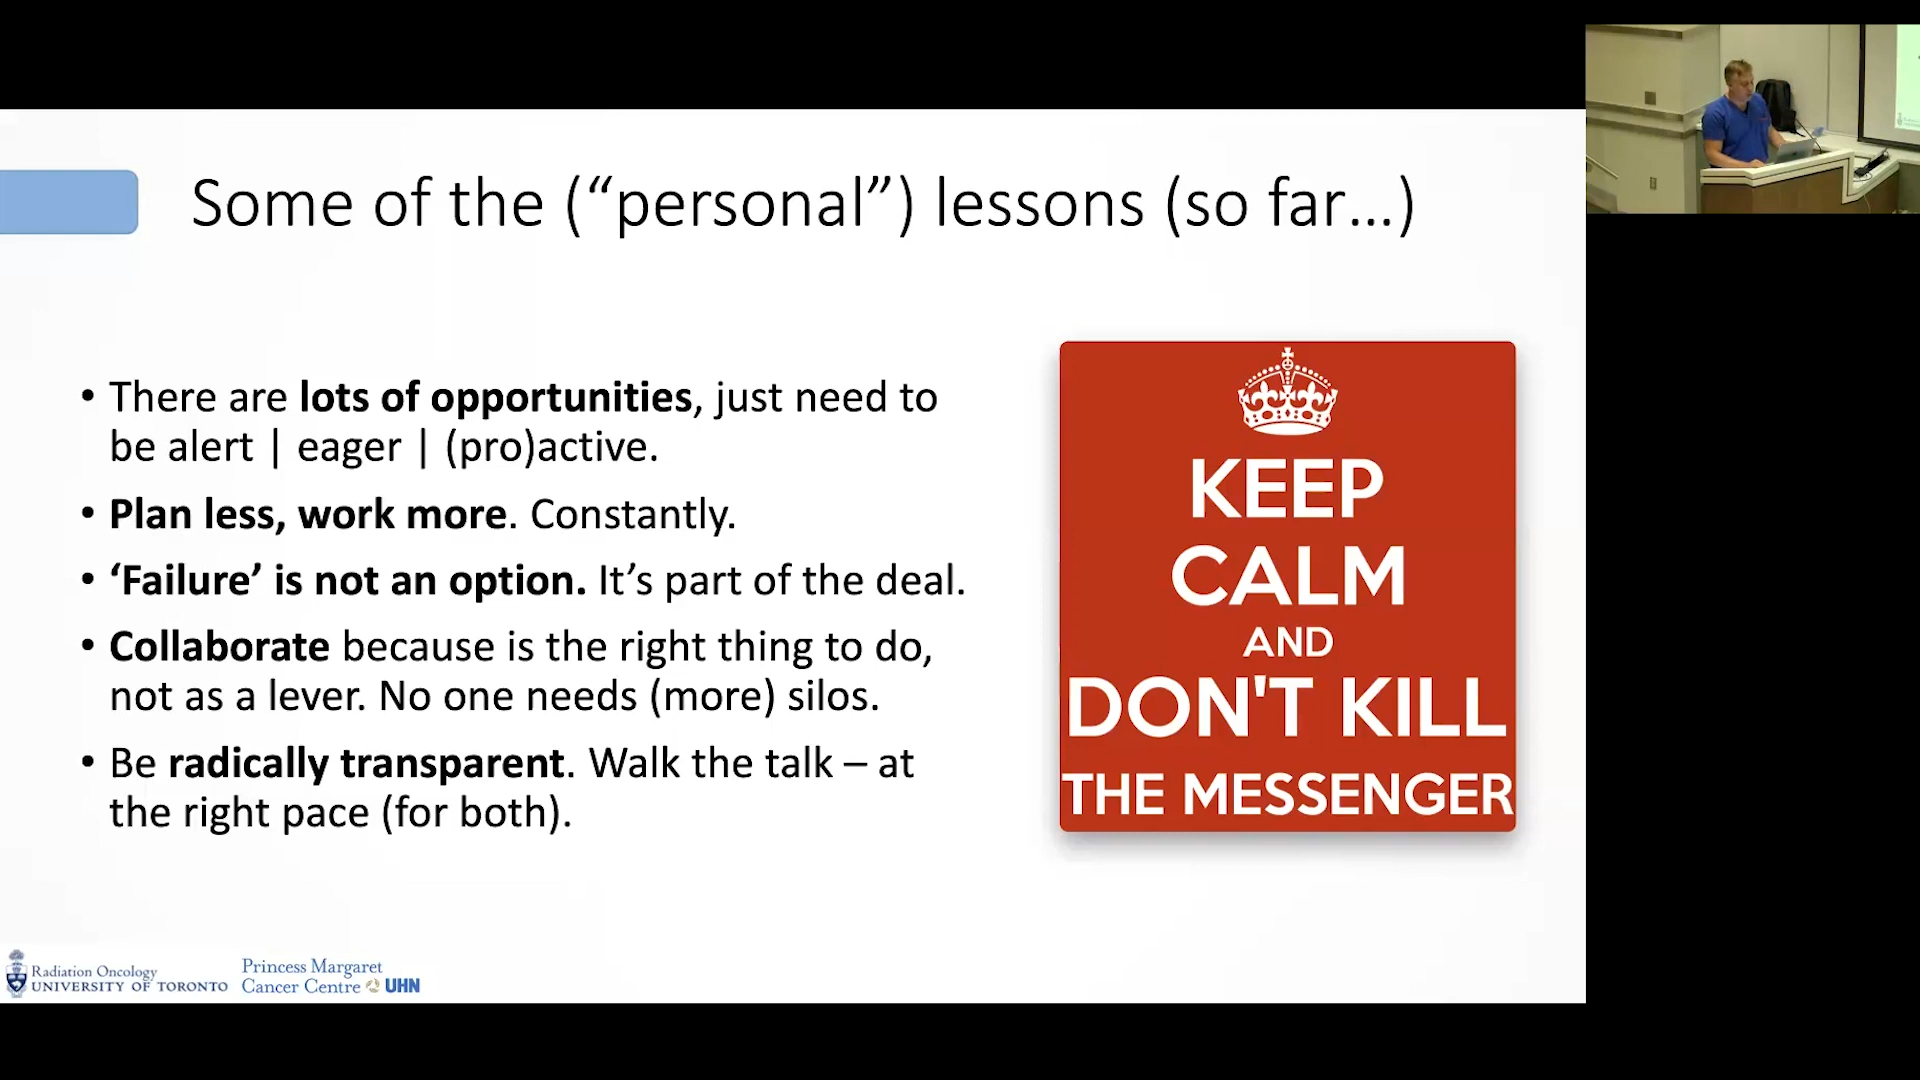 Some of the (“personal”) lessons (so far…)
• There are lots of opportunities, just need to
be alert | eager | (pro)active.
• Plan less, work more. Constantly.
• ‘Failure’ is not an option. It’s part of the deal.
• Collaborate because is the right thing to do,
not as a lever. No one needs (more) silos.
• Be radically transparent. Walk the talk – at
the right pace (for both).
KEEP
CALM
AND
DON'T KILL
THE MESSENGER
Radiation Oncology
UNIVERSITY OF TORONTO
Princess Margaret
Cancer Centre UHN